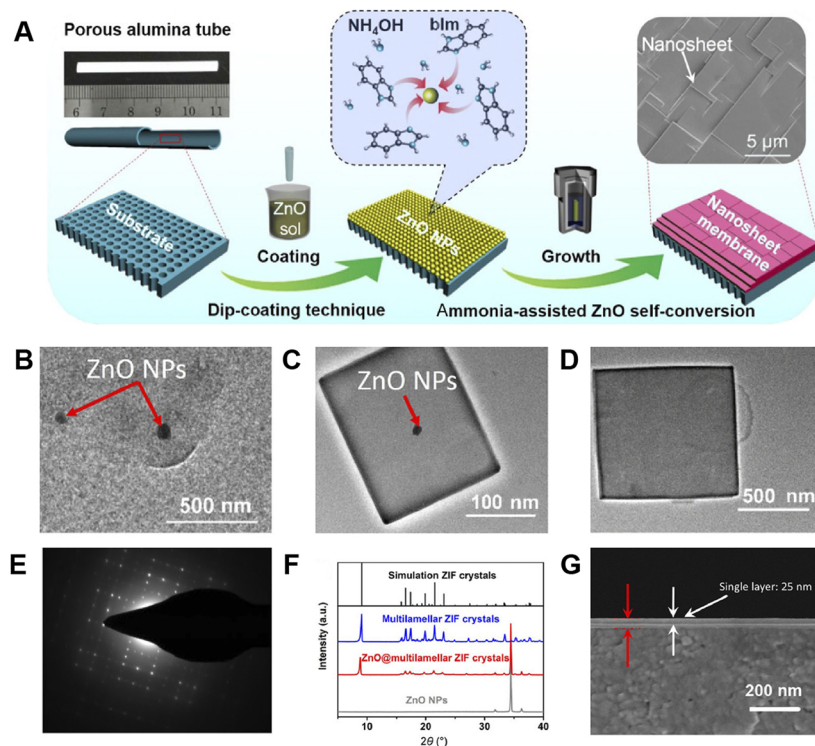 A
Porous alumina tube
6 7 8 9 10 11
NH4OH
bIm
Nanosheet
5 μm
Substrate
ZnO
sol
Coating
Dip-coating technique
ZnO NPs
Growth
Ammonia-assisted ZnO self-conversion
Nanosheet
membrane
B
ZnO NPs
500 nm
C
ZnO NPs
100 nm
D
500 nm
E
F
Intensity (a.u.)
Simulation ZIF crystals
Multilamellar ZIF crystals
ZnO@multilamellar ZIF crystals
ZnO NPs
10 20 30 40
2θ (°)
G
Single layer: 25 nm
200 nm